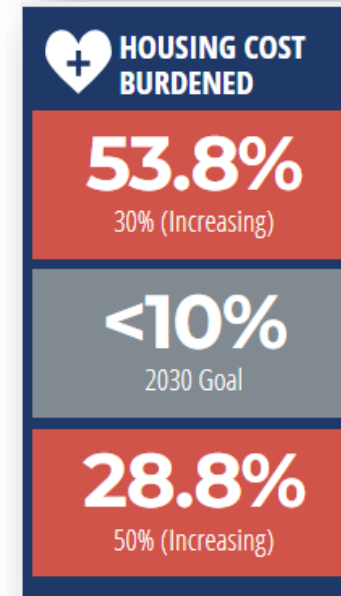 HOUSING COST
BURDENED
53.8%
30% (Increasing)
<10%
2030 Goal
28.8%
50% (Increasing)